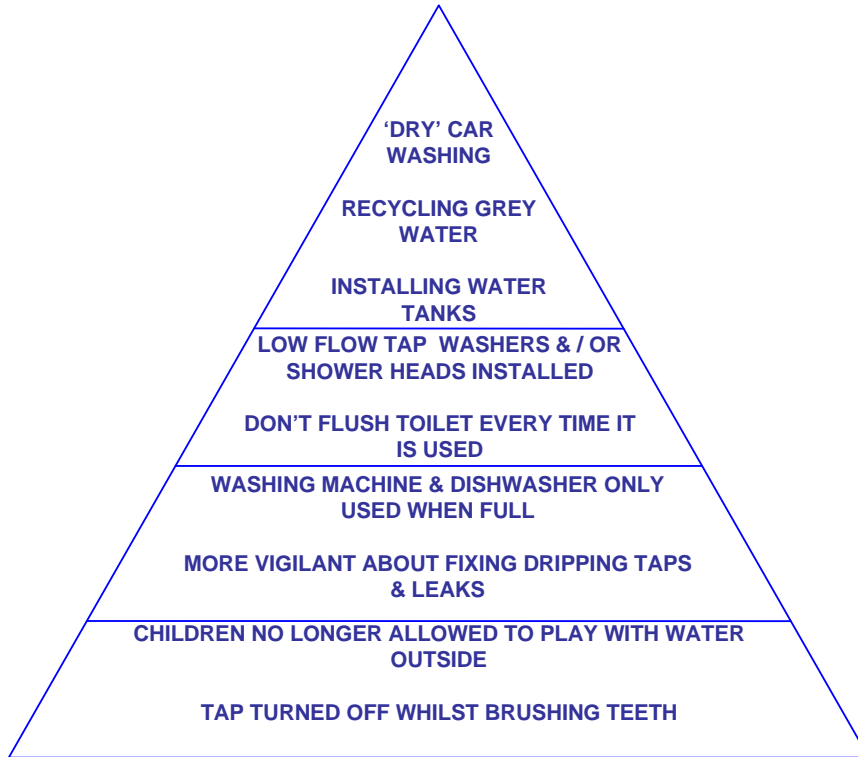 ‘DRY’ CAR
WASHING
RECYCLING GREY
WATER
INSTALLING WATER
TANKS
LOW FLOW TAP WASHERS & / OR
SHOWER HEADS INSTALLED
DON’T FLUSH TOILET EVERY TIME IT
IS USED
WASHING MACHINE & DISHWASHER ONLY
USED WHEN FULL
MORE VIGILANT ABOUT FIXING DRIPPING TAPS
& LEAKS
CHILDREN NO LONGER ALLOWED TO PLAY WITH WATER
OUTSIDE
TAP TURNED OFF WHILST BRUSHING TEETH